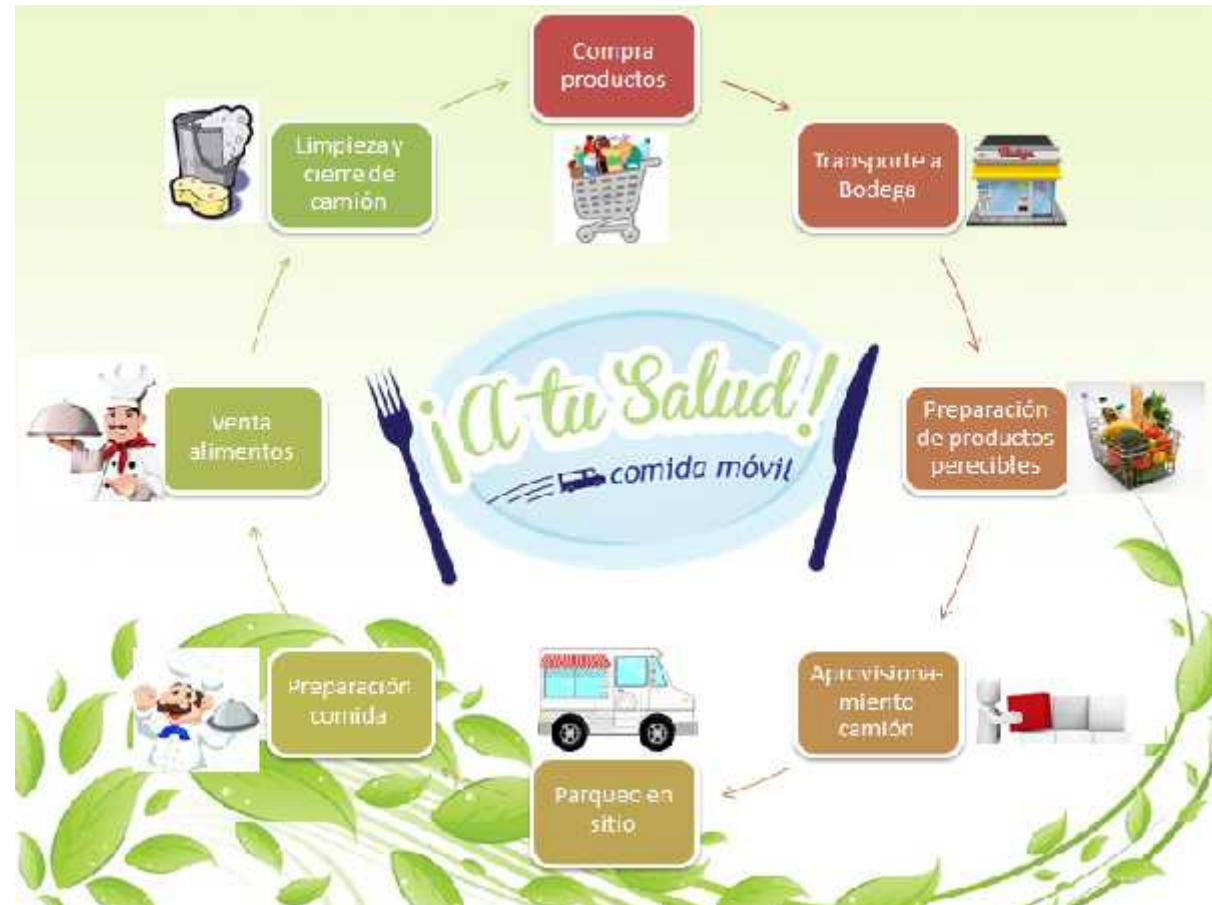 Compra
productos
Transporte a
Bodega
Preparación
de productos
perecibles
Aprovisiona-
miento
camión
Parqueo en
sitio
Preparación
comida
Venta
alimentos
Limpieza y
cierre de
camión
¡A tu Salud!
comida móvil